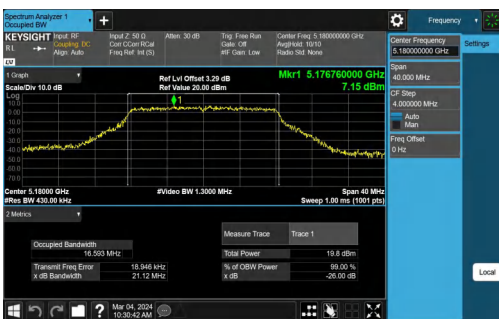 Spectrum Analyzer 1
Occupied BW
+
Frequency
KEYSIGHT Input: RF Input Z: 50 Ω Atten: 30 dB Trig: Free Run Center Freq: 5.180000000 GHz
RL Coupling: DC Corr CCorr RCal Gate: Off Avg|Hold: 10/10
Align: Auto Freq Ref: Int (S) #IF Gain: Low Radio Std: None
LVI
Center Frequency
5.180000000 GHz
Settings
Span
40.000 MHz
CF Step
4.000000 MHz
Auto
Man
Freq Offset
0 Hz
Local
1 Graph
Scale/Div 10.0 dB
Ref Lvl Offset 3.29 dB
Ref Value 20.00 dBm
Mkr1 5.176760000 GHz
7.15 dBm
Log
10.0
0.00
-10.0
-20.0
-30.0
-40.0
-50.0
-60.0
-70.0
1
Center 5.18000 GHz #Video BW 1.3000 MHz Span 40 MHz
#Res BW 430.00 kHz Sweep 1.00 ms (1001 pts)
2 Metrics
Measure Trace Trace 1
Occupied Bandwidth
16.593 MHz
Total Power 19.8 dBm
Transmit Freq Error 18.946 kHz % of OBW Power 99.00 %
x dB Bandwidth 21.12 MHz x dB -26.00 dB
?
Mar 04, 2024
10:30:42 AM